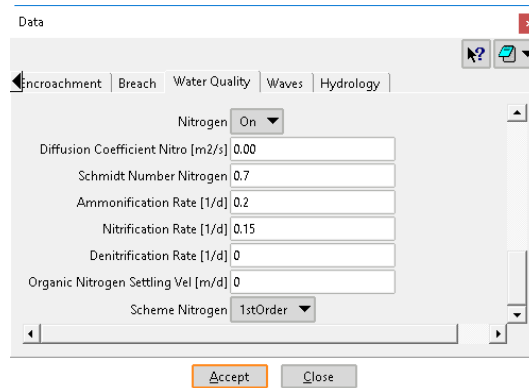 Data
Encroachment Breach Water Quality Waves Hydrology
Nitrogen On
Diffusion Coefficient Nitro [m2/s] 0.00
Schmidt Number Nitrogen 0.7
Ammonification Rate [1/d] 0.2
Nitrification Rate [1/d] 0.15
Denitrification Rate [1/d] 0
Organic Nitrogen Settling Vel [m/d] 0
Scheme Nitrogen 1stOrder
Accept Close